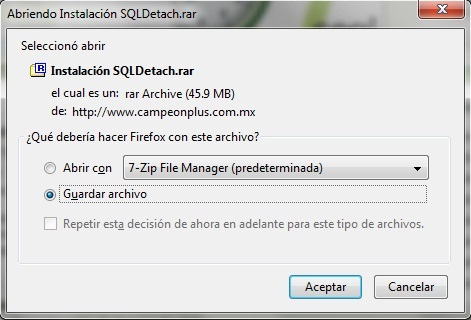 Abriendo Instalación SQLDetach.rar
Seleccionó abrir
Instalación SQLDetach.rar
el cual es un: rar Archive (45.9 MB)
de: http://www.campeonplus.com.mx
¿Qué debería hacer Firefox con este archivo?
Abrir con 7-Zip File Manager (predeterminada)
Guardar archivo
Repetir esta decisión de ahora en adelante para este tipo de archivos.
Aceptar Cancelar